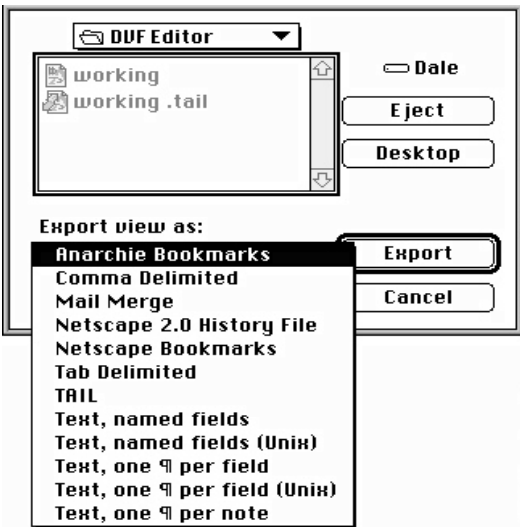 DVF Editor
working
working .tail
Dale
Eject
Desktop
Export view as:
Export
Cancel
Anarchie Bookmarks
Comma Delimited
Mail Merge
Netscape 2.0 History File
Netscape Bookmarks
Tab Delimited
TAIL
Text, named fields
Text, named fields (Unix)
Text, one ¶ per field
Text, one ¶ per field (Unix)
Text, one ¶ per note